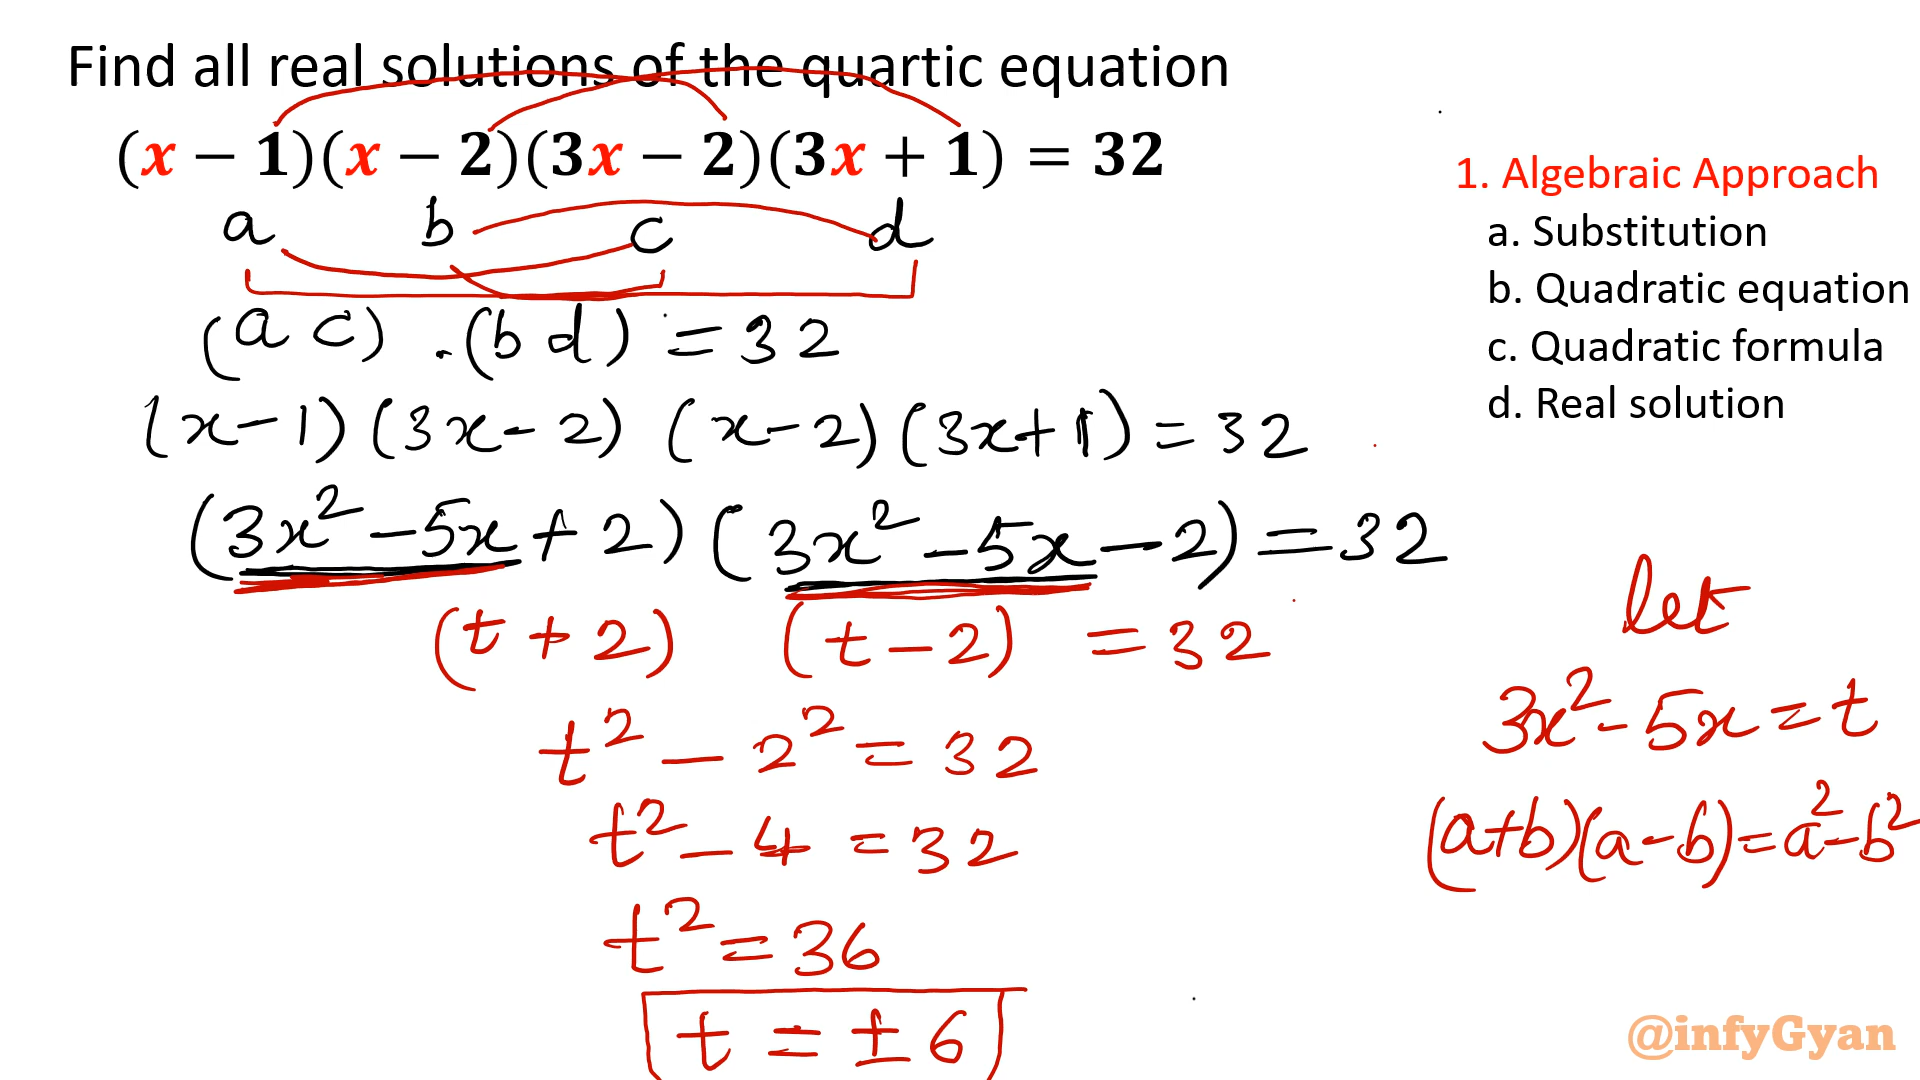 Find all real solutions of the quartic equation
(x − 1)(x − 2)(3x − 2)(3x + 1) = 32
a b c d
(a c) . (b d) = 32
(x-1) (3x-2) (x-2) (3x+1) = 32
(3x² -5x + 2) (3x² -5x -2) = 32
(t + 2) (t - 2) = 32
t² - 2² = 32
t² - 4 = 32
t² = 36
t = ± 6
1. Algebraic Approach
a. Substitution
b. Quadratic equation
c. Quadratic formula
d. Real solution
let
3x² - 5x = t
(a+b)(a-b) = a² - b²
@infyGyan